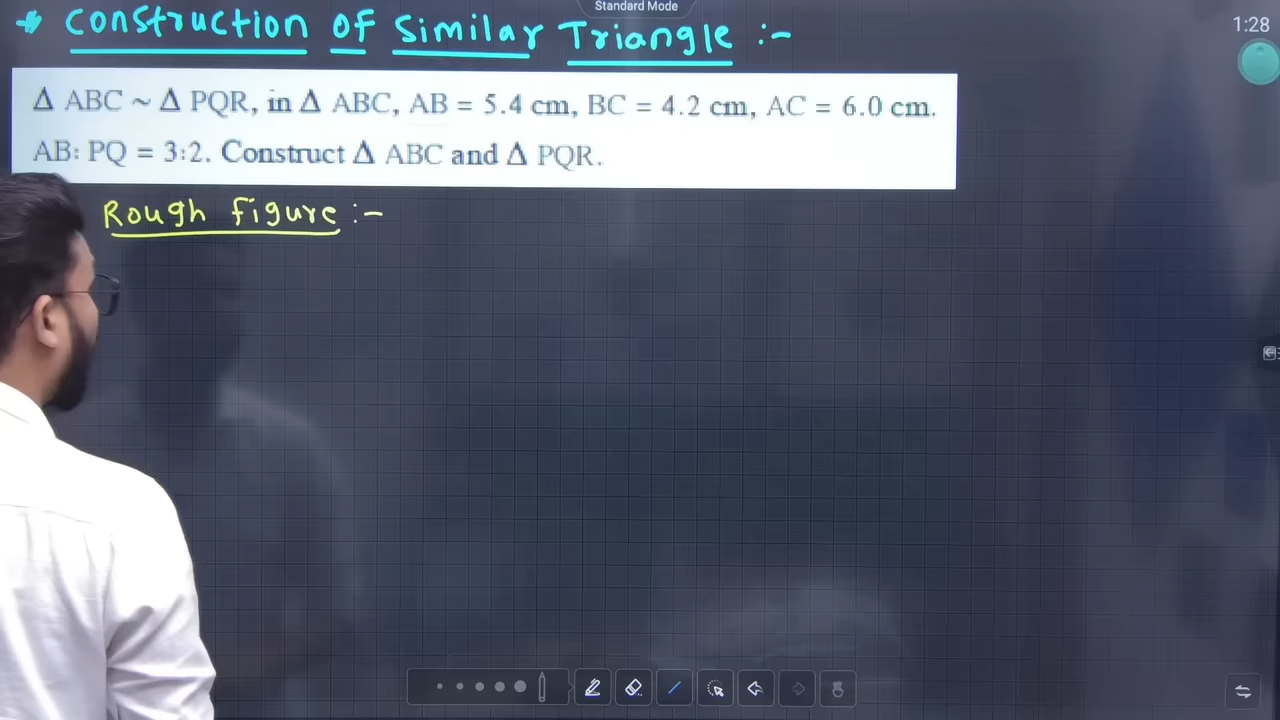 Standard Mode
1:28
* Construction of Similar Triangle :-
Δ ABC ~ Δ PQR, in Δ ABC, AB = 5.4 cm, BC = 4.2 cm, AC = 6.0 cm.
AB: PQ = 3:2. Construct Δ ABC and Δ PQR.
Rough figure :-